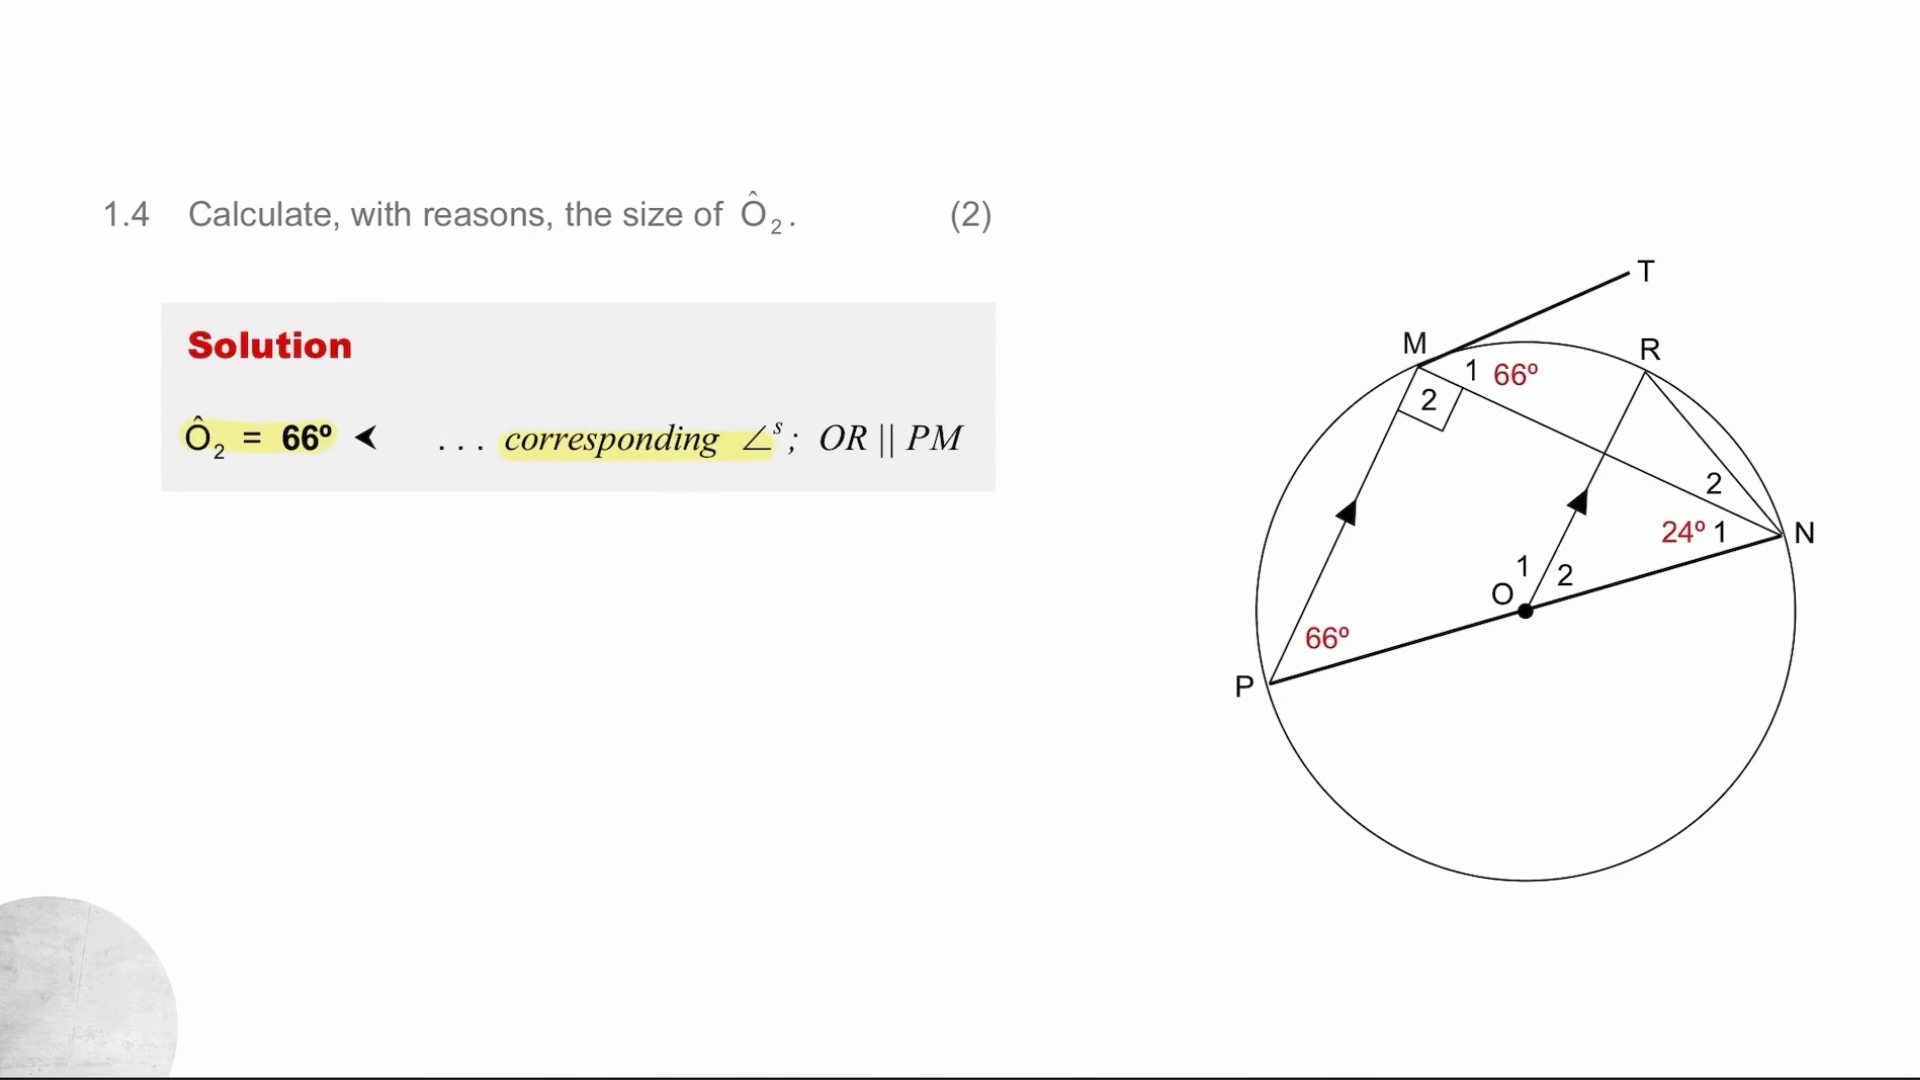 1.4 Calculate, with reasons, the size of Ô₂. (2)
Solution
Ô₂ = 66º ⮜ . . . corresponding ∠ˢ; OR || PM
T
M
R
1 66º
2
2
24º 1
N
1
2
O
66º
P